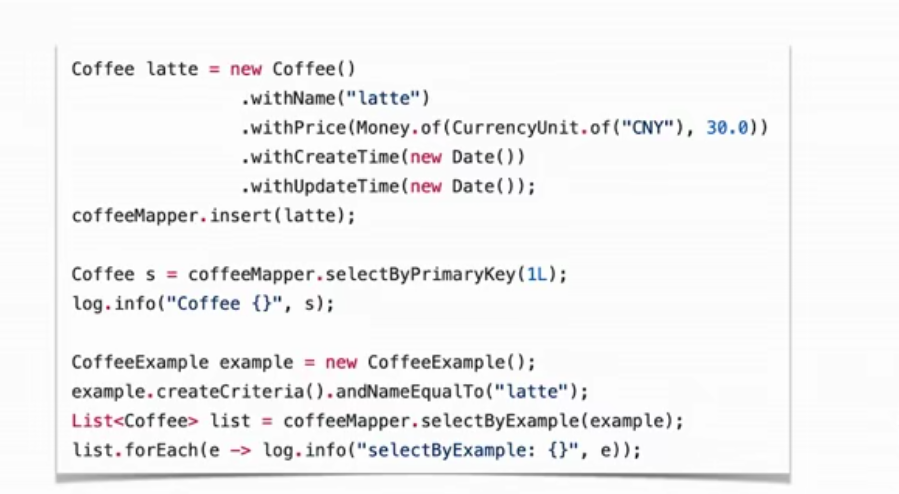 Coffee latte = new Coffee()
.withName("latte")
.withPrice(Money.of(CurrencyUnit.of("CNY"), 30.0))
.withCreateTime(new Date())
.withUpdateTime(new Date());
coffeeMapper.insert(latte);
Coffee s = coffeeMapper.selectByPrimaryKey(1L);
log.info("Coffee {}", s);
CoffeeExample example = new CoffeeExample();
example.createCriteria().andNameEqualTo("latte");
List<Coffee> list = coffeeMapper.selectByExample(example);
list.forEach(e -> log.info("selectByExample: {}", e));